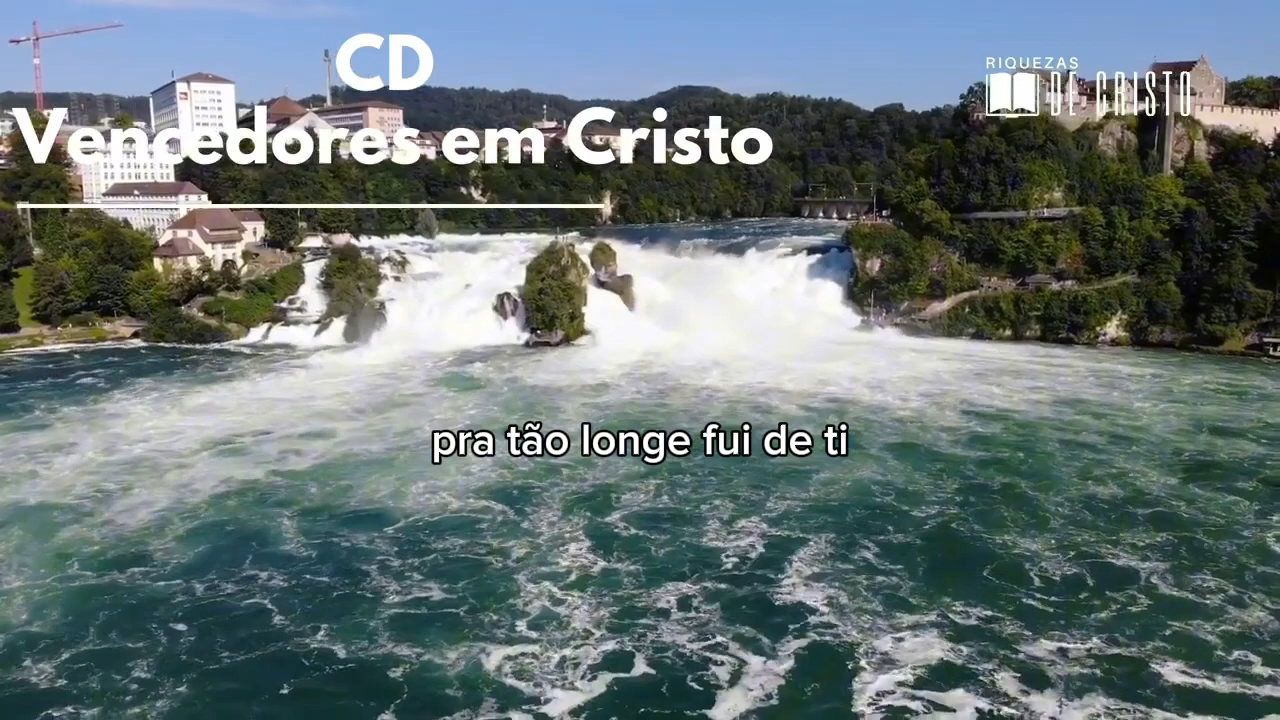 CD
Vencedores em Cristo
RIQUEZAS
DE CRISTO
pra tão longe fui de ti